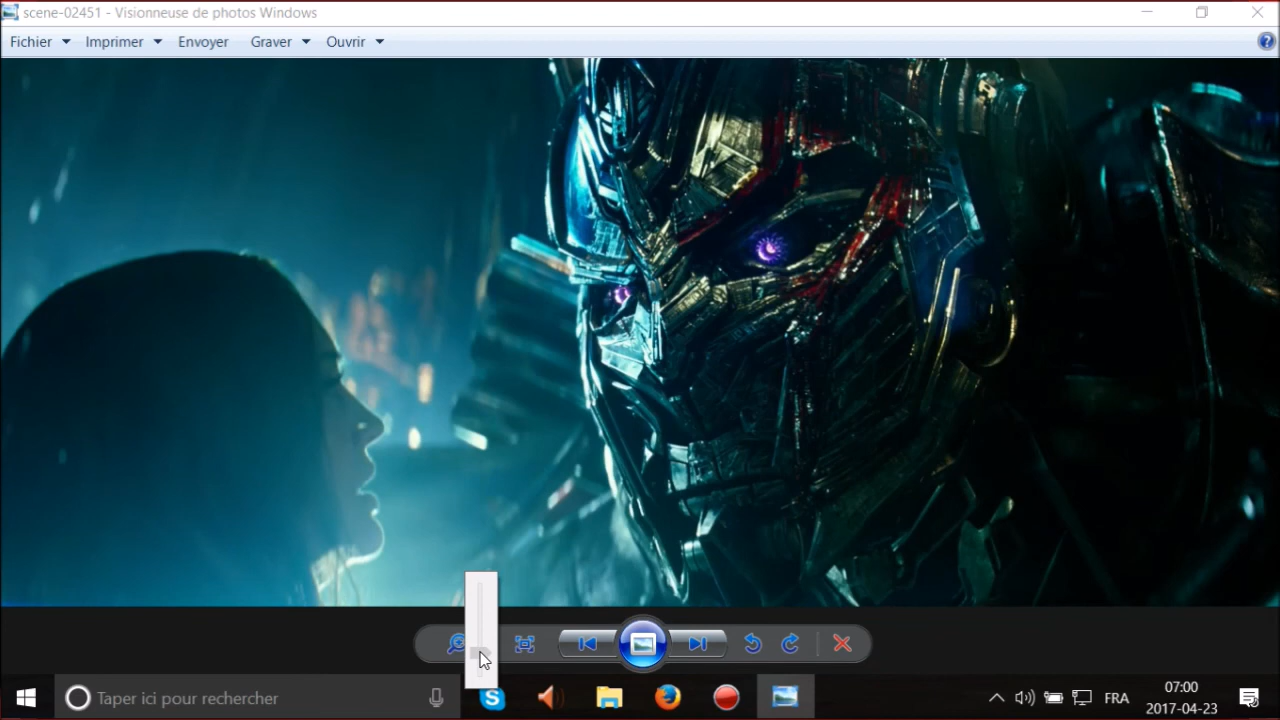 scene-02451 - Visionneuse de photos Windows
Fichier Imprimer Envoyer Graver Ouvrir
Taper ici pour rechercher
FRA
07:00
2017-04-23